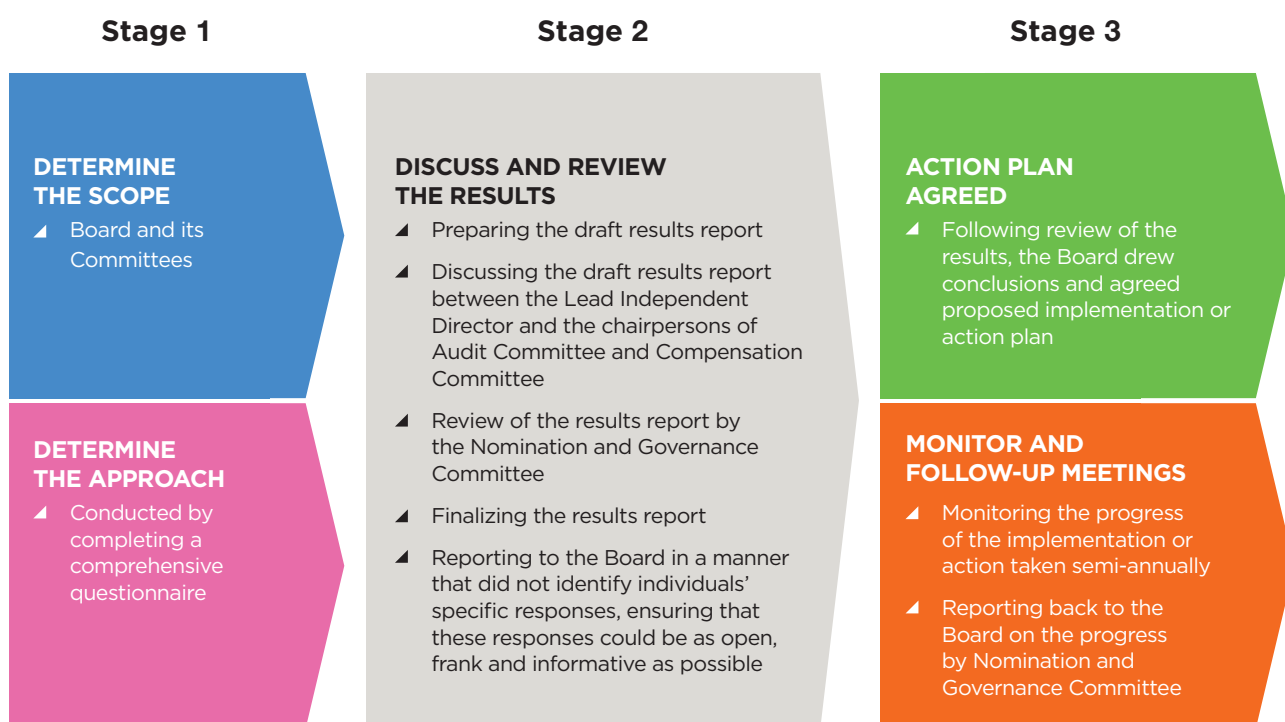 Stage 1
DETERMINE
THE SCOPE
Board and its
Committees
DETERMINE
THE APPROACH
Conducted by
completing a
comprehensive
questionnaire
Stage 2
DISCUSS AND REVIEW
THE RESULTS
Preparing the draft results report
Discussing the draft results report
between the Lead Independent
Director and the chairpersons of
Audit Committee and Compensation
Committee
Review of the results report by
the Nomination and Governance
Committee
Finalizing the results report
Reporting to the Board in a manner
that did not identify individuals’
specific responses, ensuring that
these responses could be as open,
frank and informative as possible
Stage 3
ACTION PLAN
AGREED
Following review of the
results, the Board drew
conclusions and agreed
proposed implementation or
action plan
MONITOR AND
FOLLOW-UP MEETINGS
Monitoring the progress
of the implementation or
action taken semi-annually
Reporting back to the
Board on the progress
by Nomination and
Governance Committee